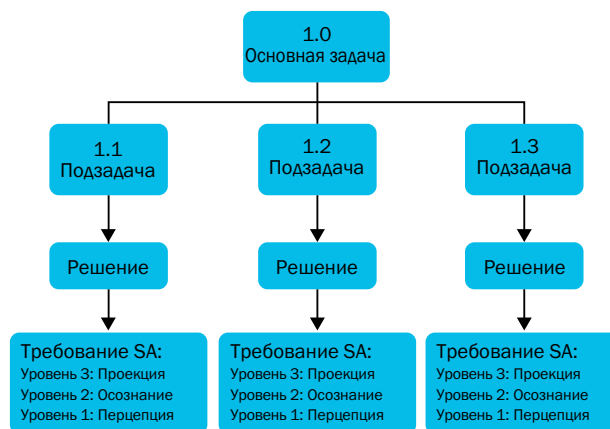 1.0
Основная задача
1.1
Подзадача
1.2
Подзадача
1.3
Подзадача
Решение
Решение
Решение
Требование SA:
Уровень 3: Проекция
Уровень 2: Осознание
Уровень 1: Перцепция
Требование SA:
Уровень 3: Проекция
Уровень 2: Осознание
Уровень 1: Перцепция
Требование SA:
Уровень 3: Проекция
Уровень 2: Осознание
Уровень 1: Перцепция